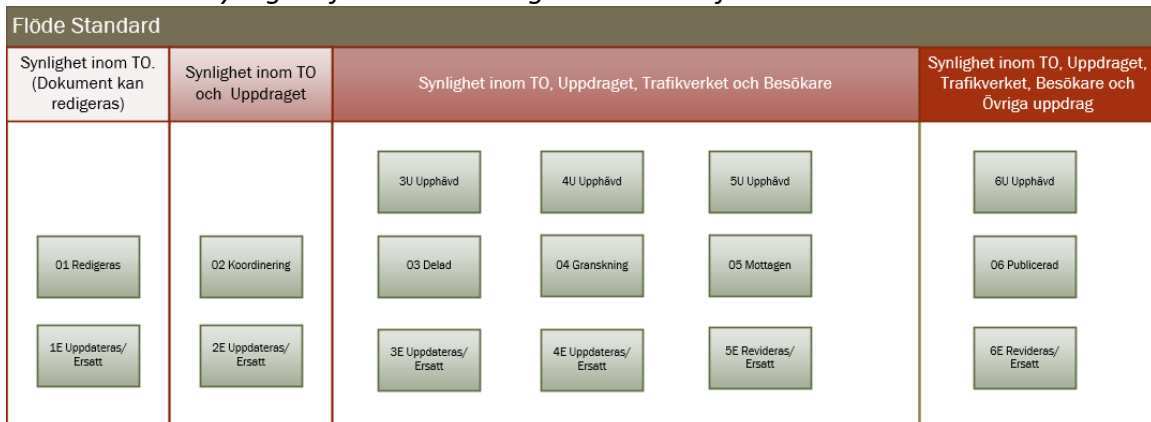 Flöde Standard
Synlighet inom TO.
(Dokument kan
redigeras)
Synlighet inom TO
och Uppdraget
Synlighet inom TO, Uppdraget, Trafikverket och Besökare
Synlighet inom TO, Uppdraget,
Trafikverket, Besökare och
Övriga uppdrag
3U Upphävd
4U Upphävd
5U Upphävd
6U Upphävd
01 Redigeras
02 Koordinering
03 Delad
04 Granskning
05 Mottagen
06 Publicerad
1E Uppdateras/
Ersatt
2E Uppdateras/
Ersatt
3E Uppdateras/
Ersatt
4E Uppdateras/
Ersatt
5E Revideras/
Ersatt
6E Revideras/
Ersatt